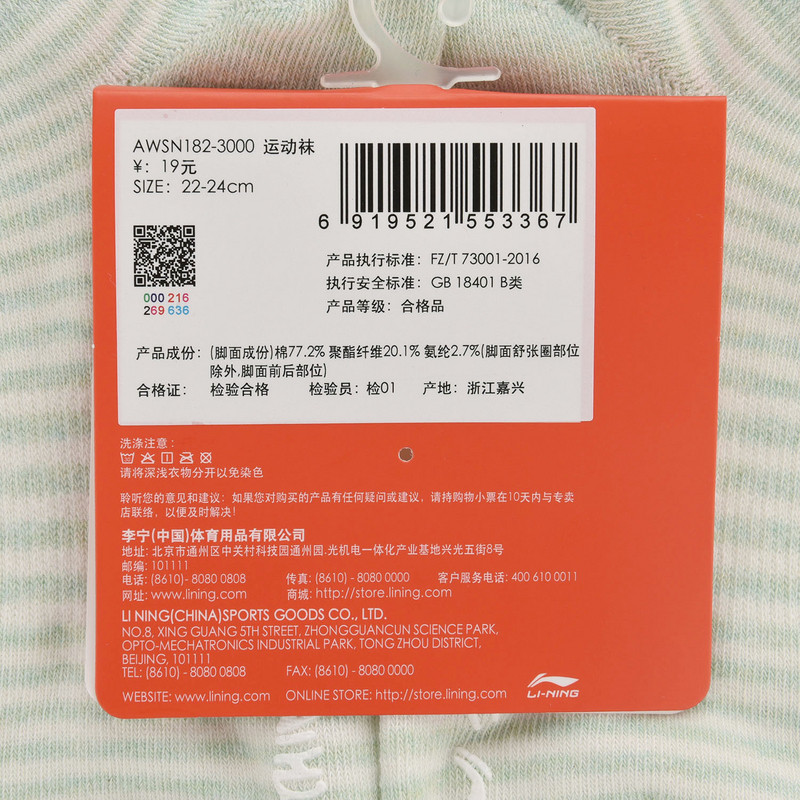 AWSN182-3000 运动袜
¥：19元
SIZE：22-24cm
6 919521 553367
000 216
269 636
产品执行标准：FZ/T 73001-2016
执行安全标准：GB 18401 B类
产品等级：合格品
产品成份：(脚面成份)棉77.2% 聚酯纤维20.1% 氨纶2.7%(脚面舒张圈部位
除外,脚面前后部位)
合格证：检验合格 检验员：检01 产地：浙江嘉兴
洗涤注意：
请将深浅衣物分开以免染色
聆听您的意见和建议：如果您对购买的产品有任何疑问或建议，请持购物小票在10天内与专卖
店联络，以便及时解决！
李宁(中国)体育用品有限公司
地址: 北京市通州区中关村科技园通州园.光机电一体化产业基地兴光五街8号
邮编: 101111
电话: (8610) - 8080 0808 传真: (8610) - 8080 0000 客户服务电话: 400 610 0011
网址: www.lining.com 商城: http://store.lining.com
LI NING(CHINA)SPORTS GOODS CO., LTD.
NO.8, XING GUANG 5TH STREET, ZHONGGUANCUN SCIENCE PARK,
OPTO-MECHATRONICS INDUSTRIAL PARK, TONG ZHOU DISTRICT,
BEIJING, 101111
TEL: (8610) - 8080 0808 FAX: (8610) - 8080 0000
WEBSITE: www.lining.com ONLINE STORE: http://store.lining.com
LI-NING